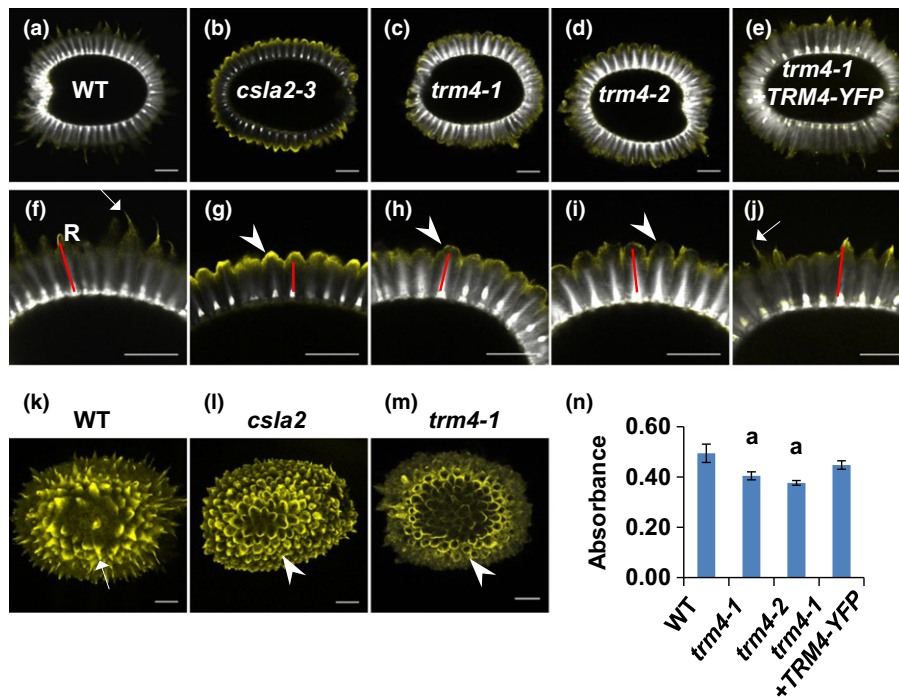 (a) (b) (c) (d) (e)
WT csla2-3 trm4-1 trm4-2 trm4-1
+TRM4-YFP
(f) (g) (h) (i) (j)
R
(k) (l) (m) (n)
WT csla2 trm4-1
Absorbance
0.60
0.40
0.20
0.00
a a
WT trm4-1 trm4-2 trm4-1
+TRM4-YFP